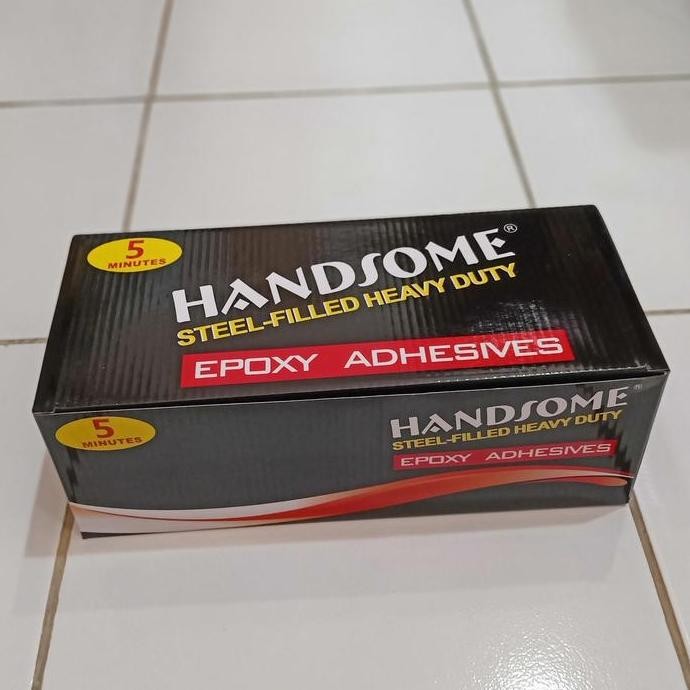 5
MINUTES
HANDSOME®
STEEL-FILLED HEAVY DUTY
EPOXY ADHESIVES
5
MINUTES
HANDSOME®
STEEL-FILLED HEAVY DUTY
EPOXY ADHESIVES